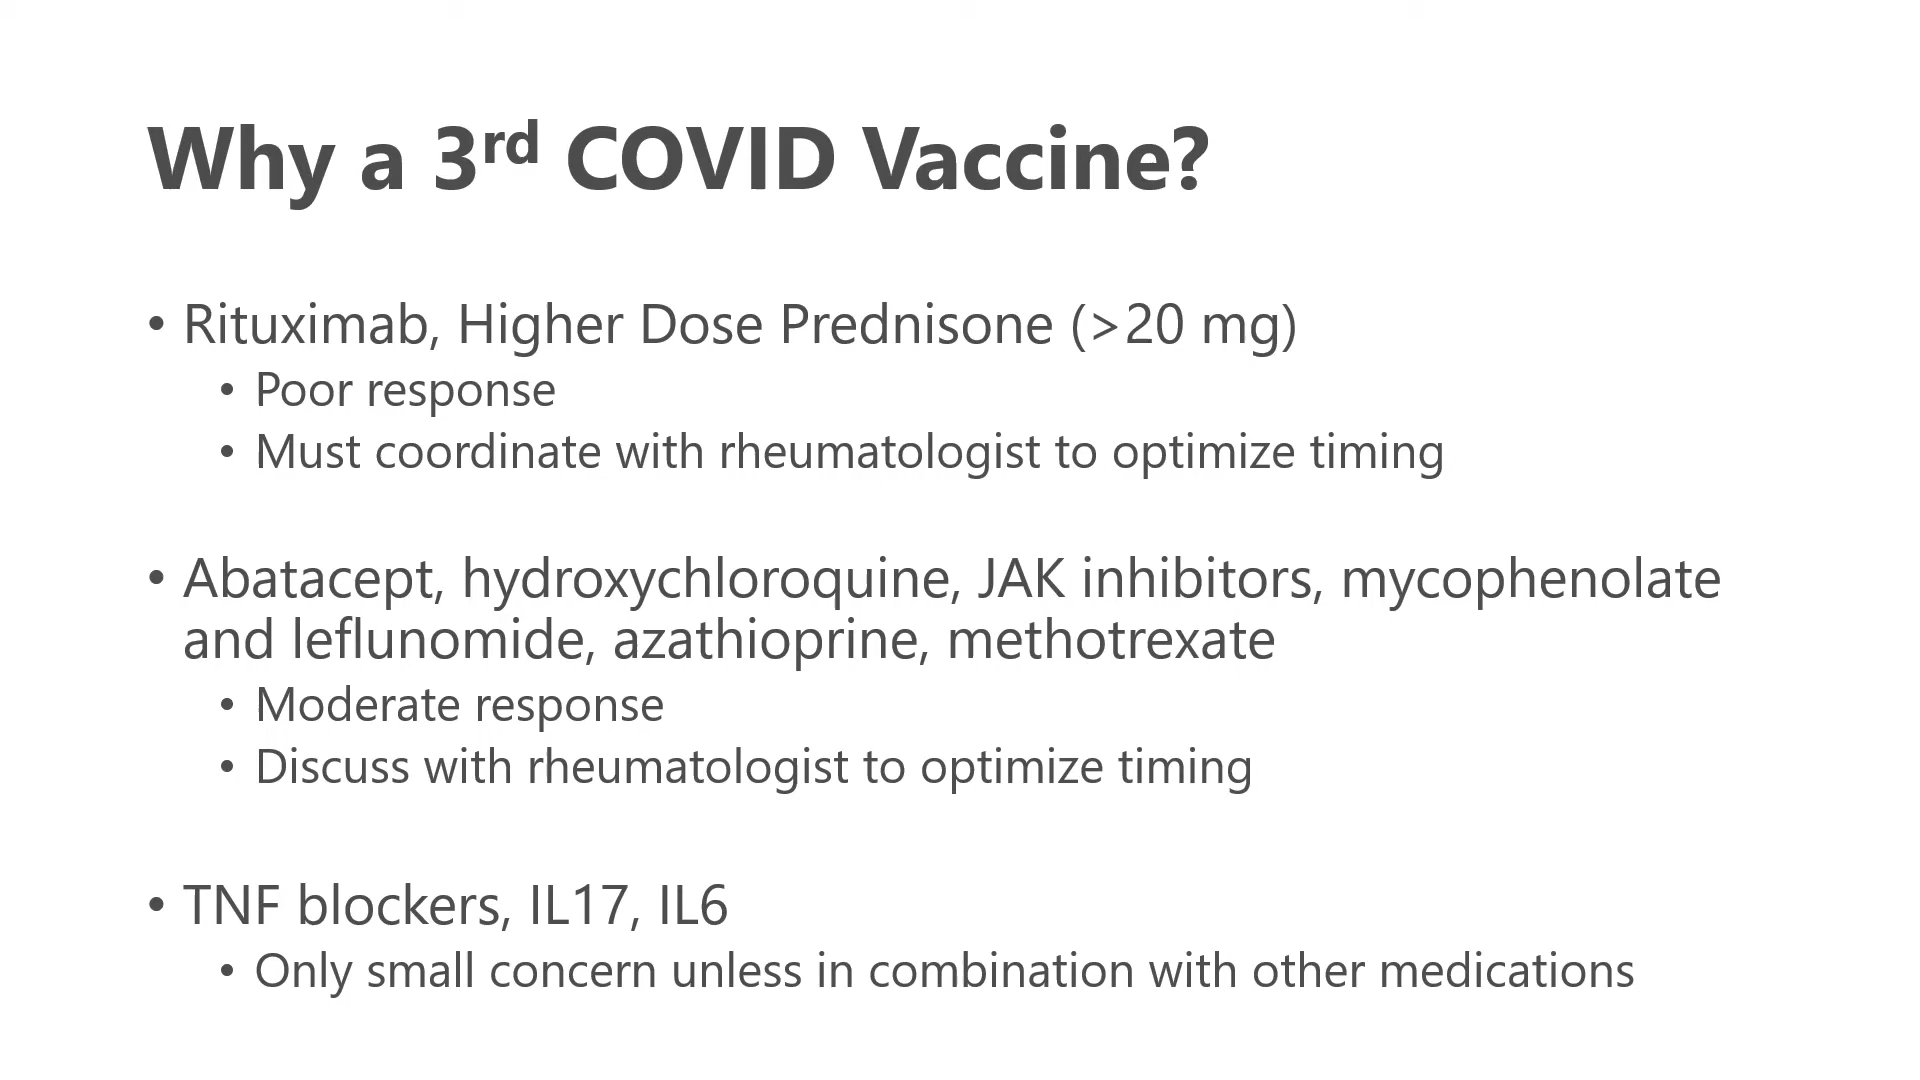 Why a 3rd COVID Vaccine?
• Rituximab, Higher Dose Prednisone (>20 mg)
• Poor response
• Must coordinate with rheumatologist to optimize timing
• Abatacept, hydroxychloroquine, JAK inhibitors, mycophenolate
and leflunomide, azathioprine, methotrexate
• Moderate response
• Discuss with rheumatologist to optimize timing
• TNF blockers, IL17, IL6
• Only small concern unless in combination with other medications